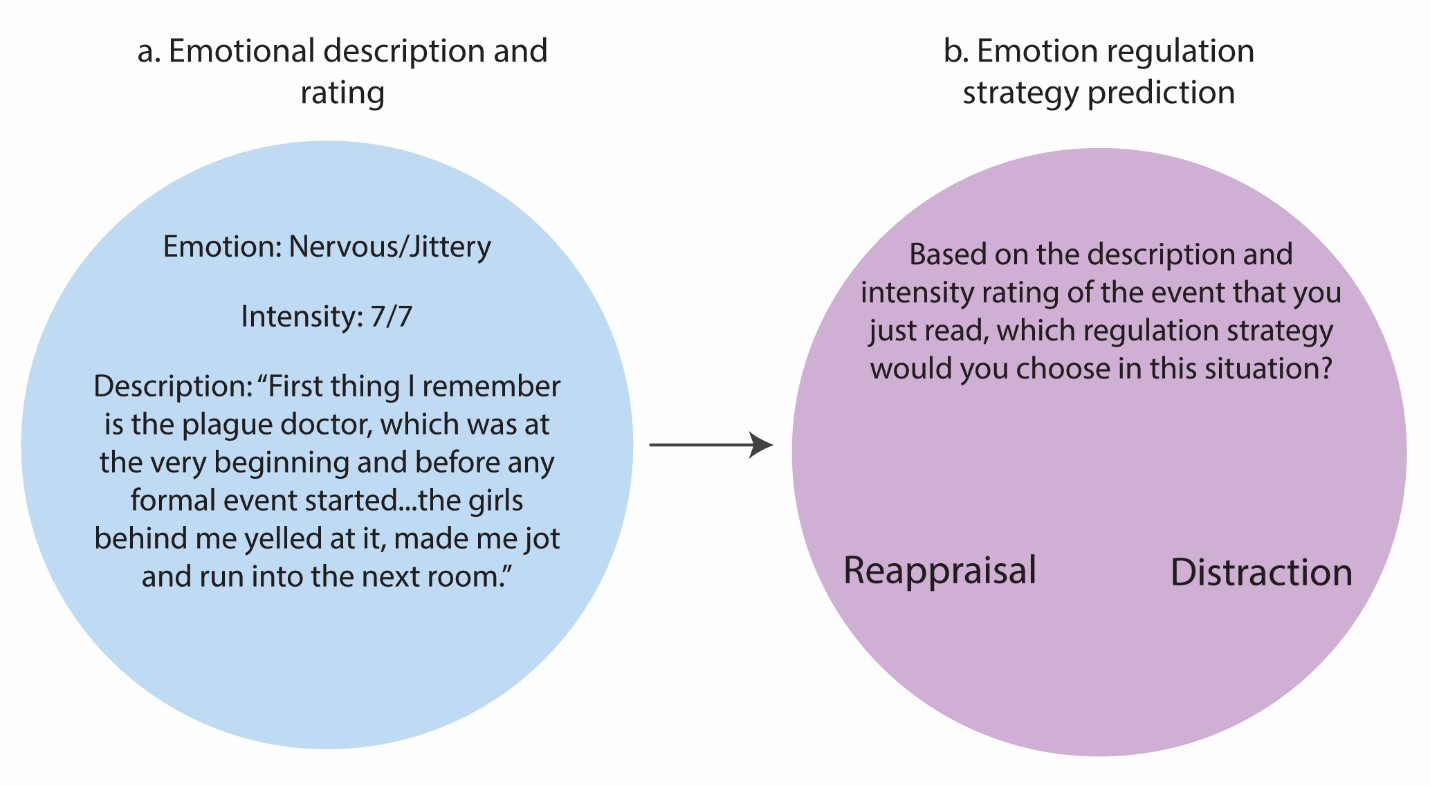 a. Emotional description and
rating
Emotion: Nervous/Jittery
Intensity: 7/7
Description: “First thing I remember
is the plague doctor, which was at
the very beginning and before any
formal event started...the girls
behind me yelled at it, made me jot
and run into the next room.”
b. Emotion regulation
strategy prediction
Based on the description and
intensity rating of the event that you
just read, which regulation strategy
would you choose in this situation?
Reappraisal
Distraction